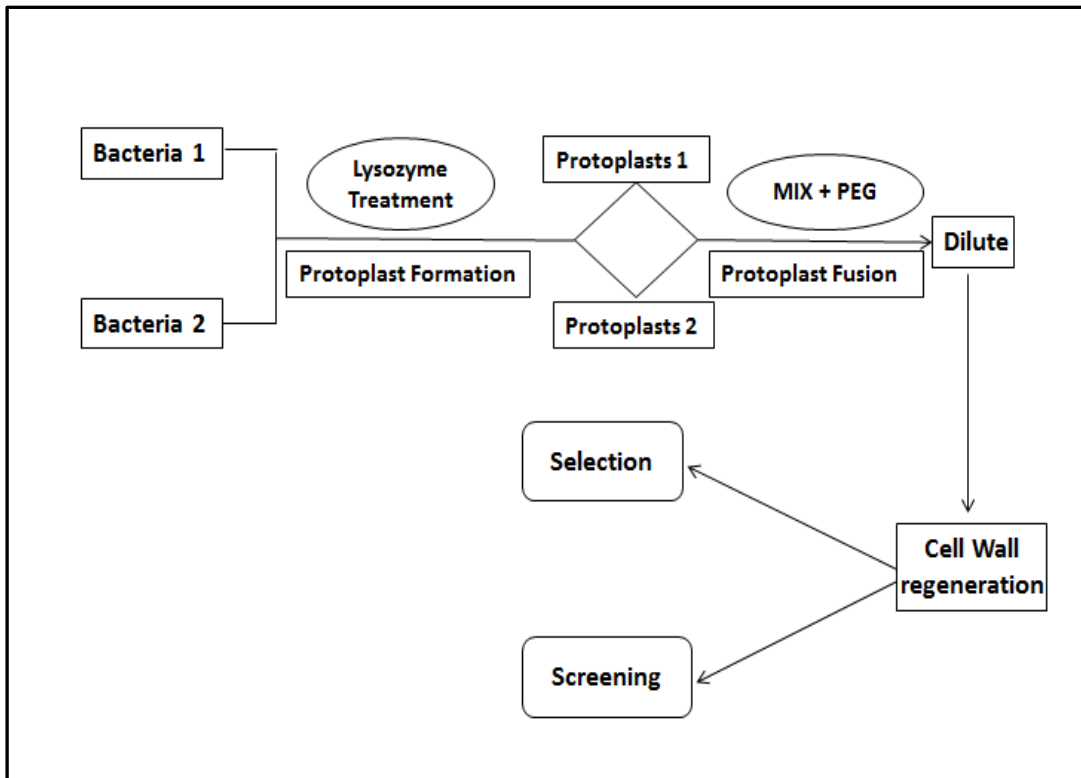 Bacteria 1
Lysozyme
Treatment
Protoplasts 1
MIX + PEG
Dilute
Protoplast Formation
Protoplast Fusion
Bacteria 2
Protoplasts 2
Selection
Cell Wall
regeneration
Screening